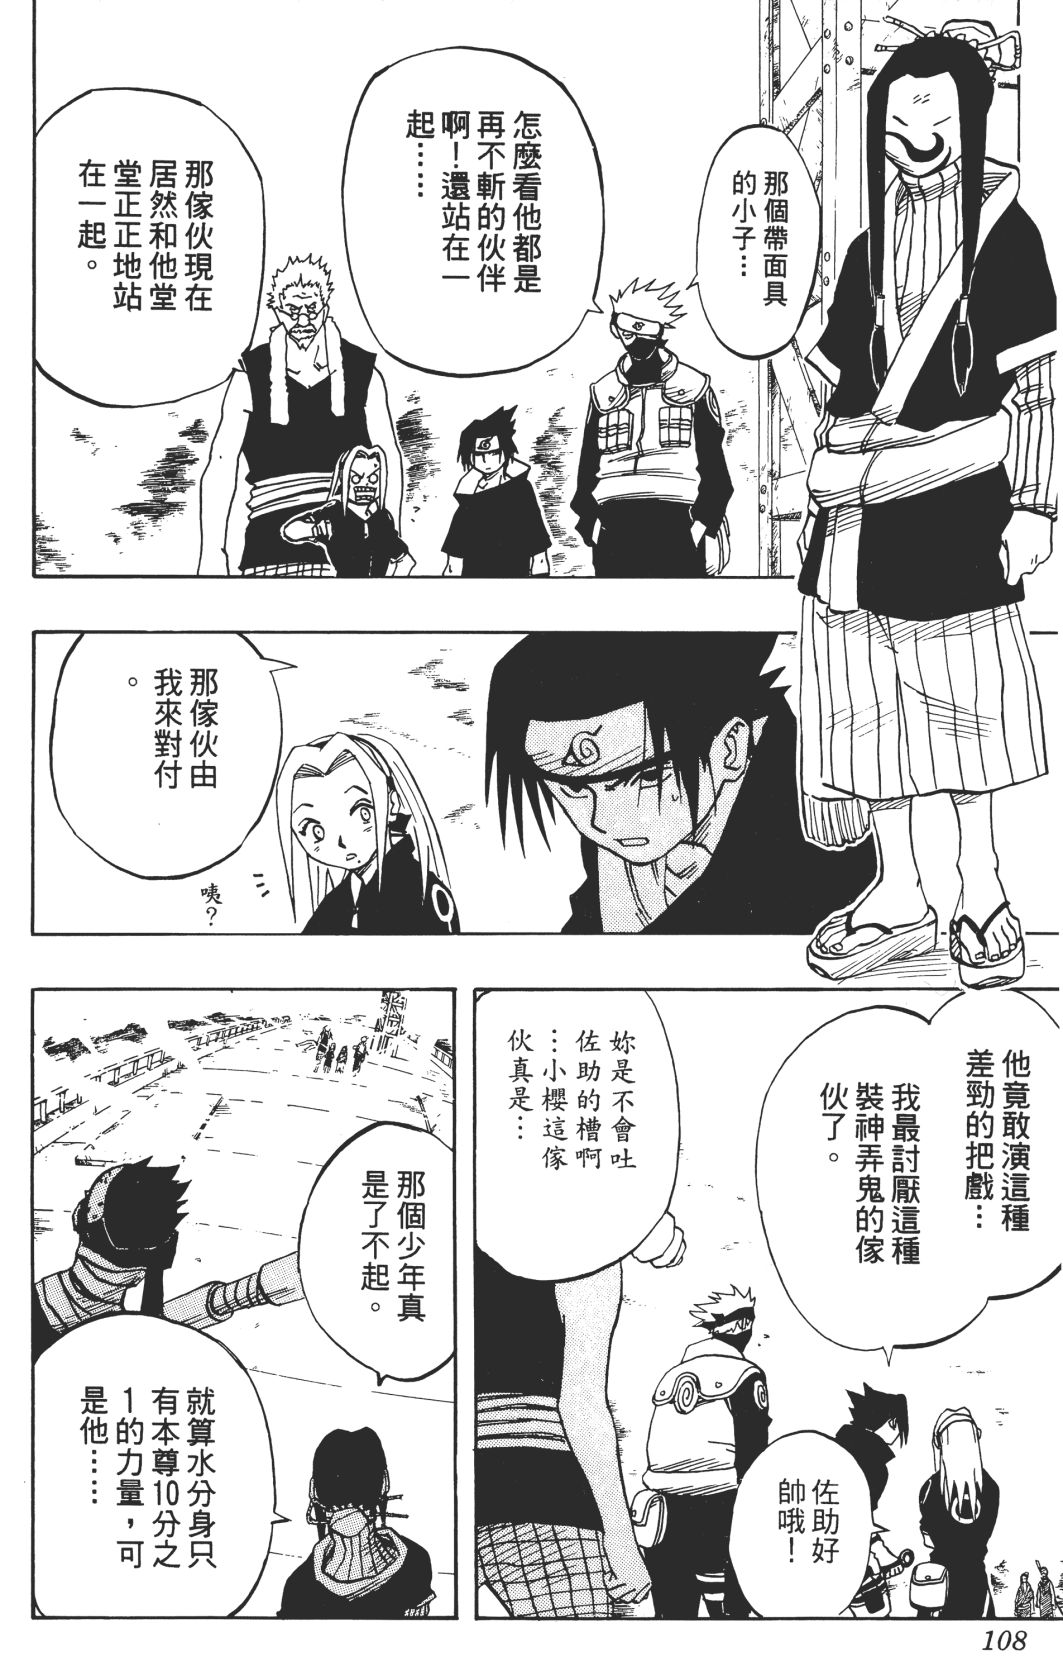 那個帶面具
的小子…
怎麼看他都是
再不斬的伙伴
啊！還站在一
起……
那傢伙現在
居然和他堂
堂正正地站
在一起。
那傢伙由
我來對付
。
咦？
他竟敢演這種
差勁的把戲…
我最討厭這種
裝神弄鬼的傢
伙了。
佐助好
帥哦！
妳是不會吐
佐助的槽啊
…小櫻這傢
伙真是…
那個少年真
是了不起。
就算水分身只
有本尊10分之
1的力量，可
是他……
108